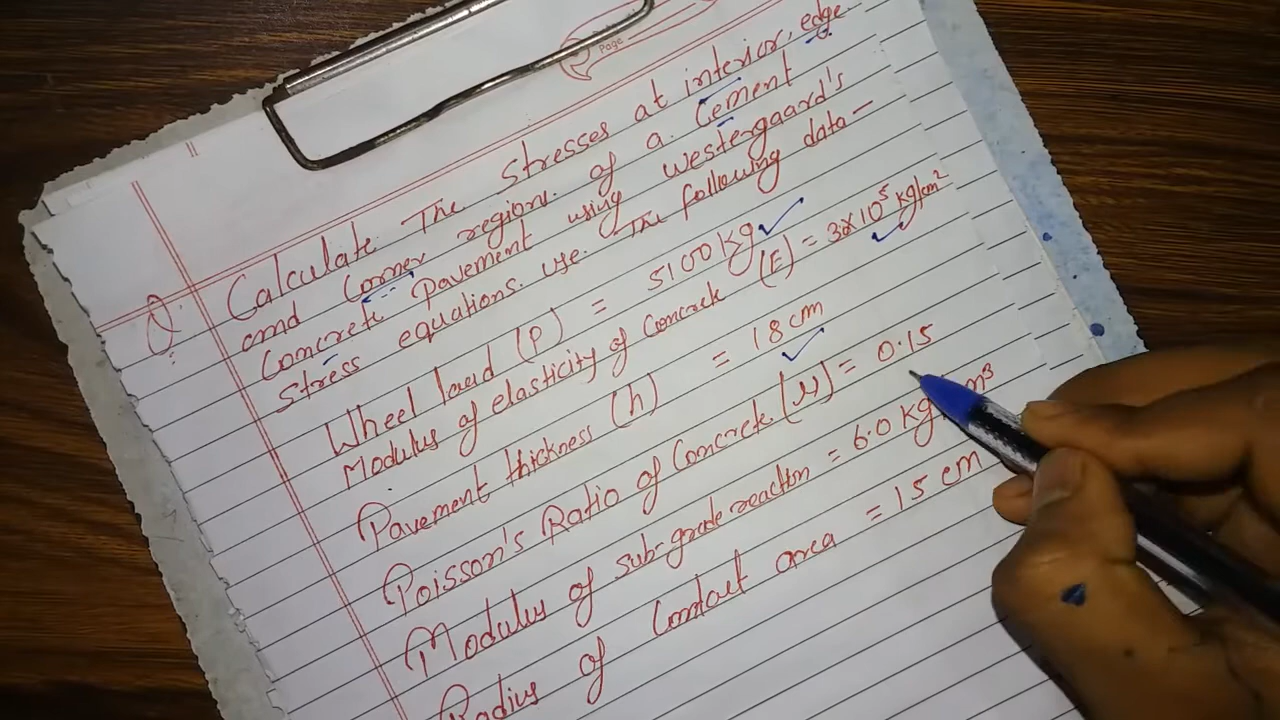 Page
Q. Calculate The Stresses at interior, edge
and Corner region. of a. Cement
Concrete Pavement using Westergaard's
Stress equations. use. The following data-
Wheel load (P) = 5100 kg
Modulus of elasticity of Concrete (E) = 3×10⁵ kg/cm²
Pavement thickness (h) = 18 cm
Poisson's Ratio of Concrete (μ) = 0.15
Modulus of sub-grade reaction = 6.0 kg m³
Radius of Contact area = 15 cm